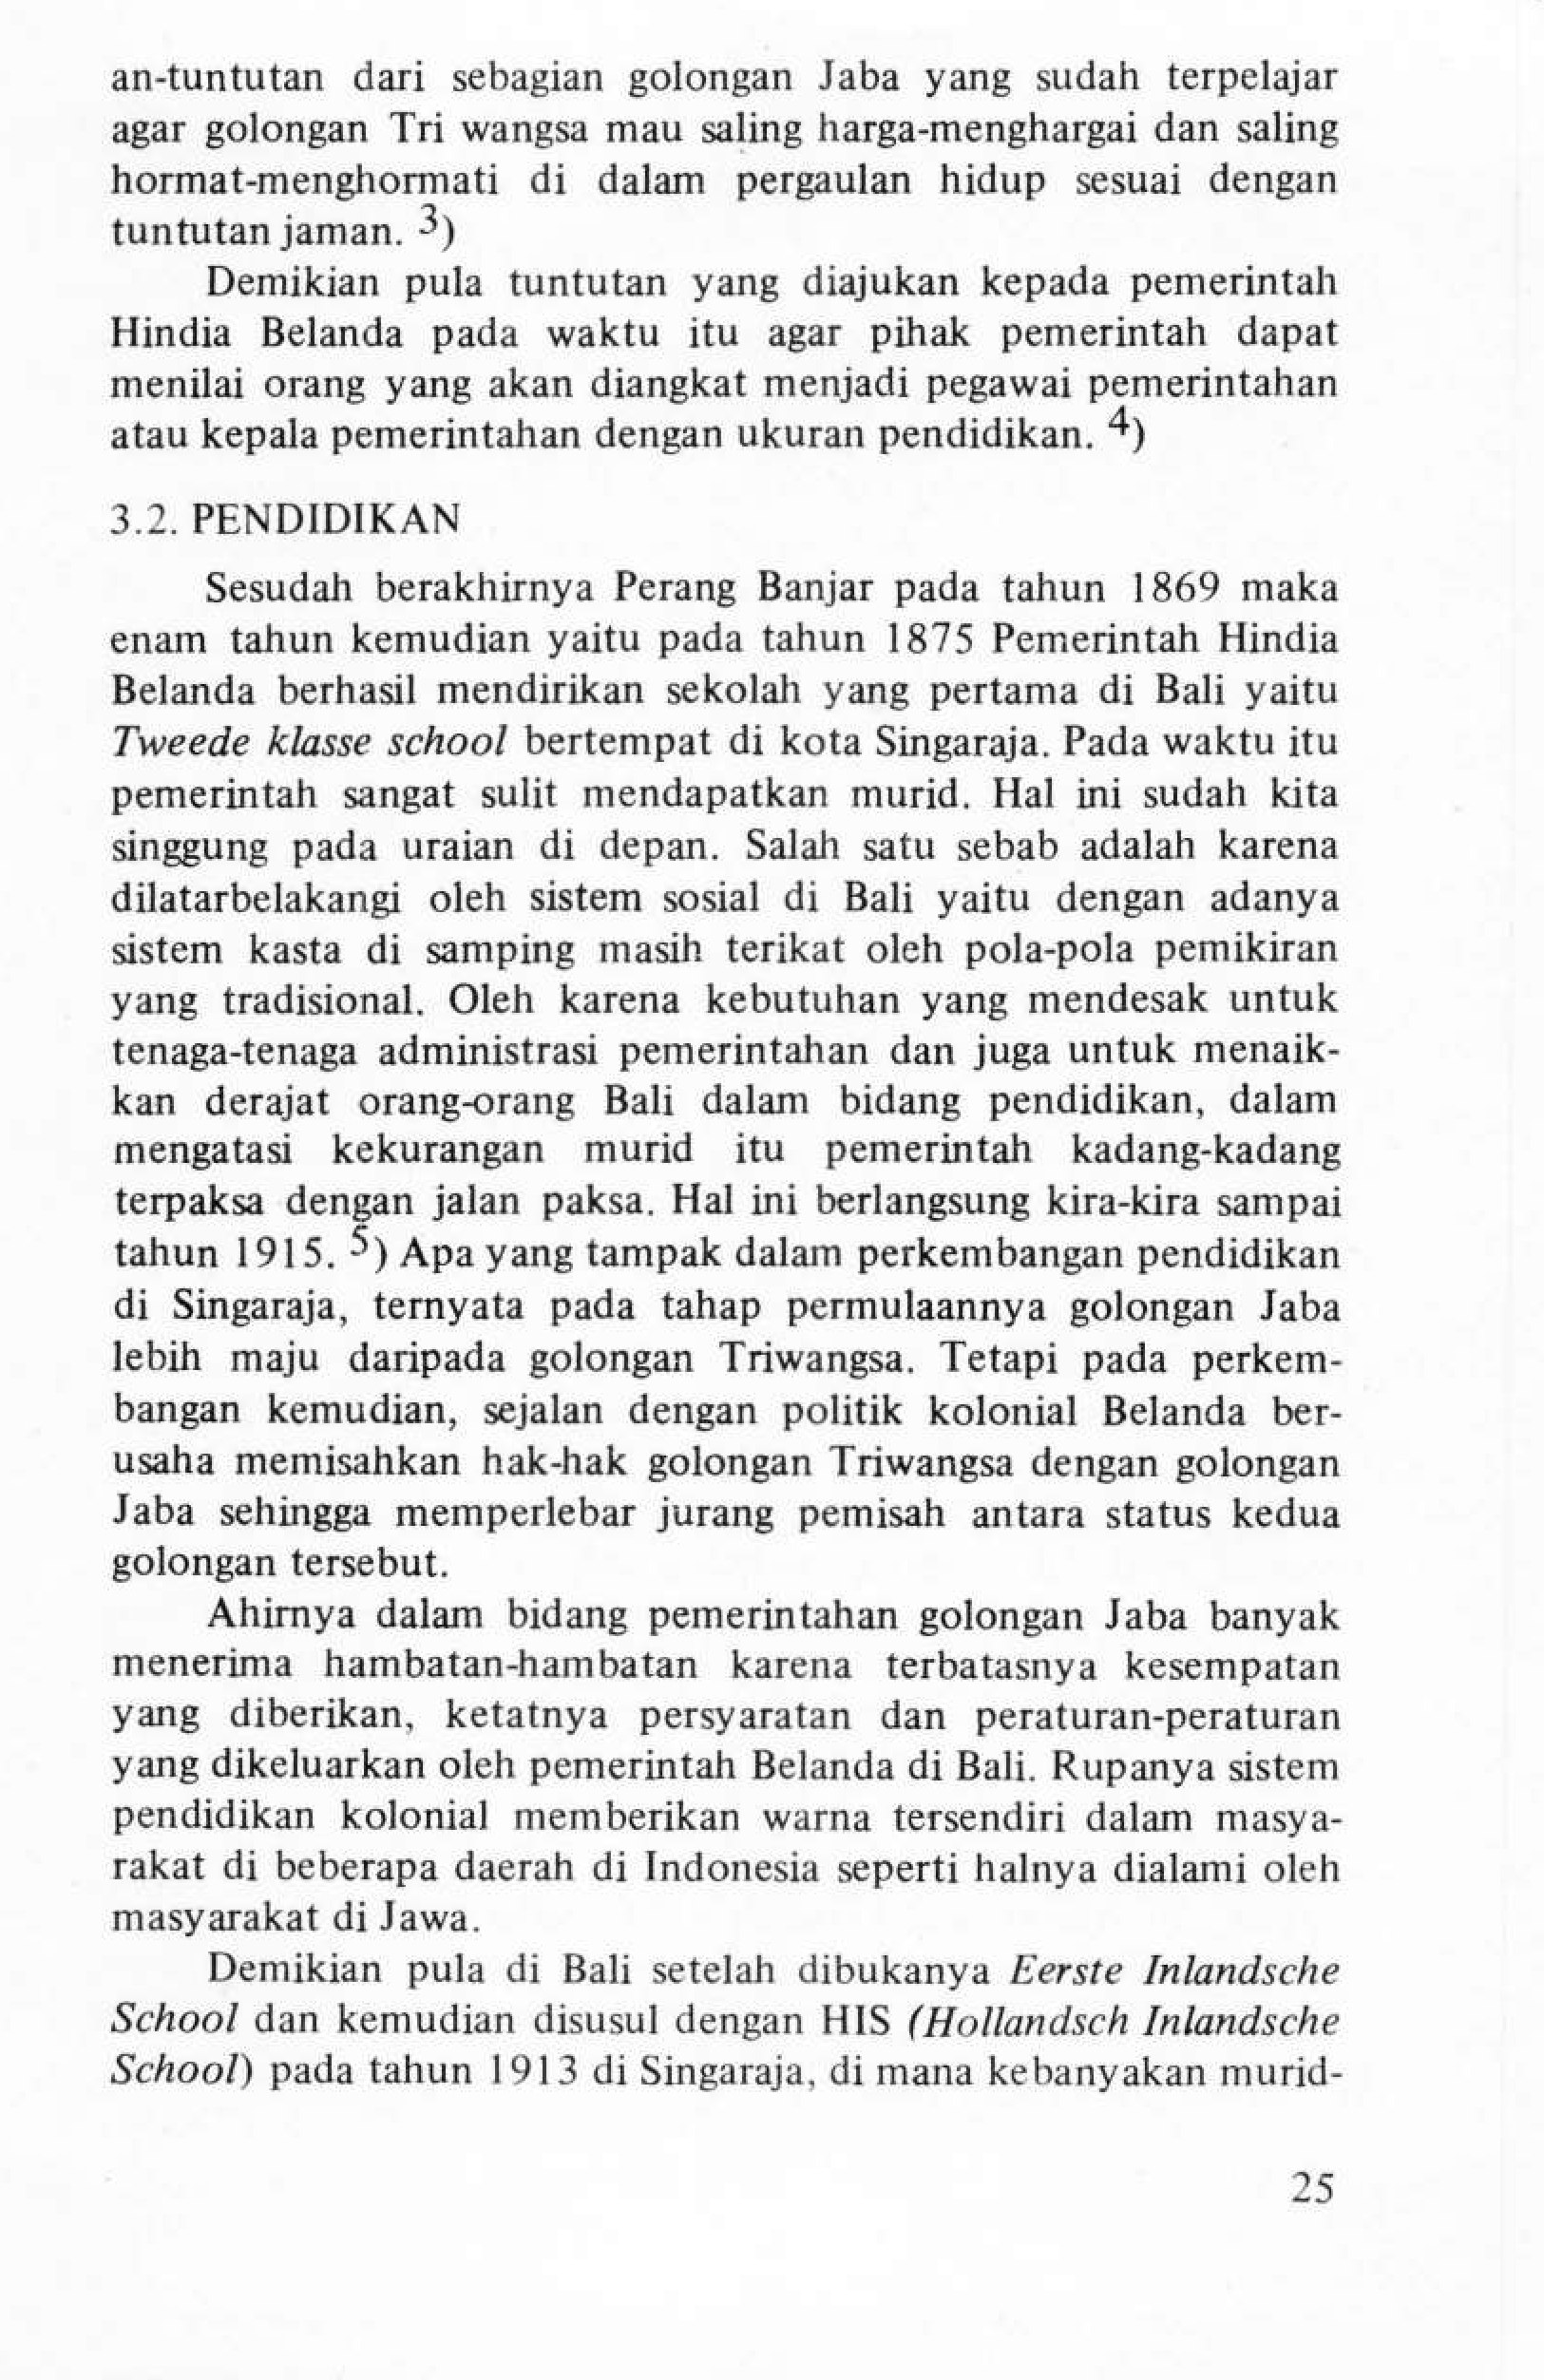 an-tuntutan dari sebagian golongan Jaba yang sudah terpelajar
agar golongan Tri wangsa mau saling harga-menghargai dan saling
hormat-menghormati di dalam pergaulan hidup sesuai dengan
tuntutan jaman. 3)
Demikian pula tuntutan yang diajukan kepada pemerintah
Hindia Belanda pada waktu itu agar pihak pemerintah dapat
menilai orang yang akan diangkat menjadi pegawai pemerintahan
atau kepala pemerintahan dengan ukuran pendidikan. 4)
3.2. PENDIDIKAN
Sesudah berakhirnya Perang Banjar pada tahun 1869 maka
enam tahun kemudian yaitu pada tahun 1875 Pemerintah Hindia
Belanda berhasil mendirikan sekolah yang pertama di Bali yaitu
Tweede klasse school bertempat di kota Singaraja. Pada waktu itu
pemerintah sangat sulit mendapatkan murid. Hal ini sudah kita
singgung pada uraian di depan. Salah satu sebab adalah karena
dilatarbelakangi oleh sistem sosial di Bali yaitu dengan adanya
sistem kasta di samping masih terikat oleh pola-pola pemikiran
yang tradisional. Oleh karena kebutuhan yang mendesak untuk
tenaga-tenaga administrasi pemerintahan dan juga untuk menaik-
kan derajat orang-orang Bali dalam bidang pendidikan, dalam
mengatasi kekurangan murid itu pemerintah kadang-kadang
terpaksa dengan jalan paksa. Hal ini berlangsung kira-kira sampai
tahun 1915. 5) Apa yang tampak dalam perkembangan pendidikan
di Singaraja, ternyata pada tahap permulaannya golongan Jaba
lebih maju daripada golongan Triwangsa. Tetapi pada perkem-
bangan kemudian, sejalan dengan politik kolonial Belanda ber-
usaha memisahkan hak-hak golongan Triwangsa dengan golongan
Jaba sehingga memperlebar jurang pemisah antara status kedua
golongan tersebut.
Ahirnya dalam bidang pemerintahan golongan Jaba banyak
menerima hambatan-hambatan karena terbatasnya kesempatan
yang diberikan, ketatnya persyaratan dan peraturan-peraturan
yang dikeluarkan oleh pemerintah Belanda di Bali. Rupanya sistem
pendidikan kolonial memberikan warna tersendiri dalam masya-
rakat di beberapa daerah di Indonesia seperti halnya dialami oleh
masyarakat di Jawa.
Demikian pula di Bali setelah dibukanya Eerste Inlandsche
School dan kemudian disusul dengan HIS (Hollandsch Inlandsche
School) pada tahun 1913 di Singaraja, di mana kebanyakan murid-
25